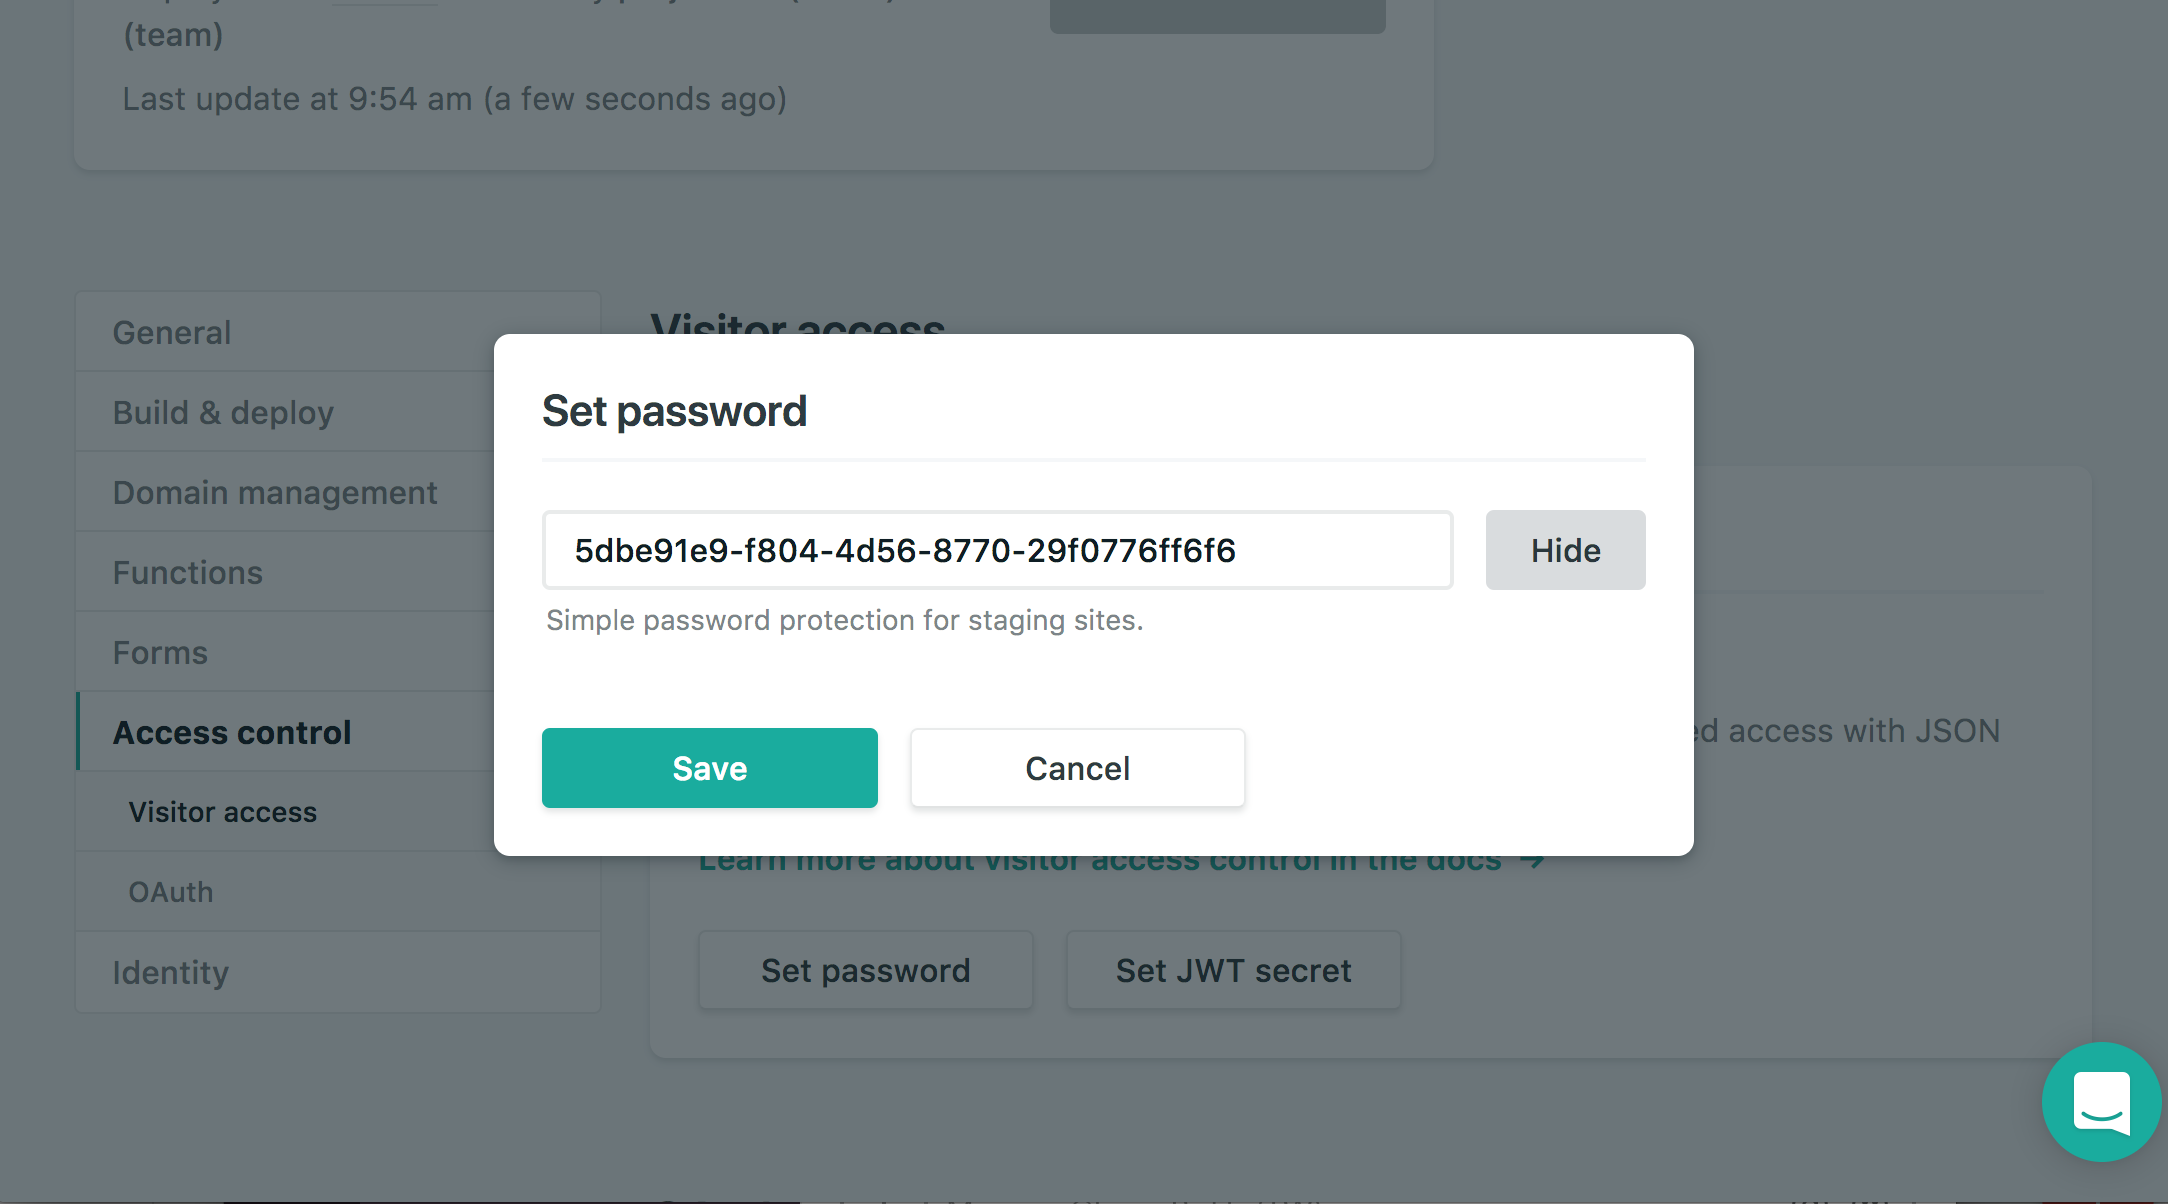 (team)
Last update at 9:54 am (a few seconds ago)
General
Build & deploy
Domain management
Functions
Forms
Access control
Visitor access
OAuth
Identity
Visitor access
Set password
5dbe91e9-f804-4d56-8770-29f0776ff6f6
Hide
Simple password protection for staging sites.
Save
Cancel
access with JSON
Learn more about visitor access control in the docs →
Set password
Set JWT secret